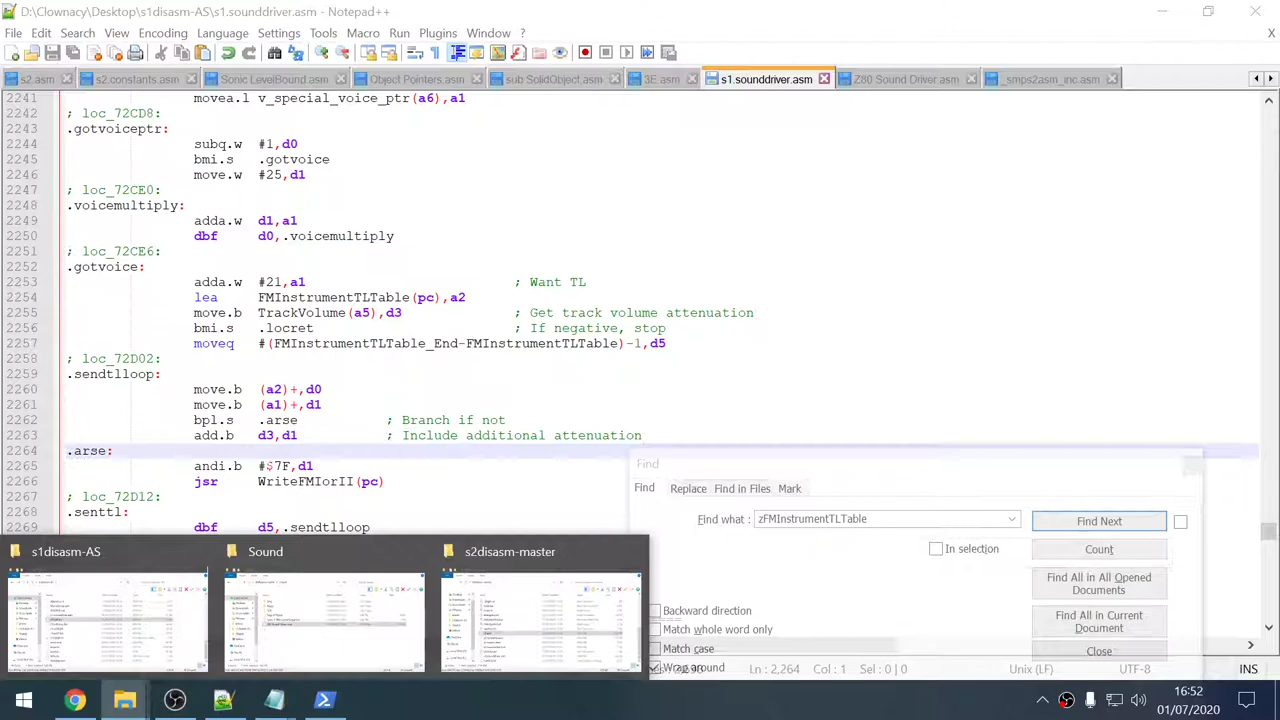 D:\Clownacy\Desktop\s1disasm-AS\s1.sounddriver.asm - Notepad++
File Edit Search View Encoding Language Settings Tools Macro Run Plugins Window ? X
s2.asm s2.constants.asm Sonic LevelBound.asm Object Pointers.asm sub SolidObject.asm 3E.asm s1.sounddriver.asm Z80 Sound Driver.asm _smps2asm_inc.asm
2241 movea.l v_special_voice_ptr(a6),a1
2242 ; loc_72CD8:
2243 .gotvoiceptr:
2244 subq.w #1,d0
2245 bmi.s .gotvoice
2246 move.w #25,d1
2247 ; loc_72CE0:
2248 .voicemultiply:
2249 adda.w d1,a1
2250 dbf d0,.voicemultiply
2251 ; loc_72CE6:
2252 .gotvoice:
2253 adda.w #21,a1 ; Want TL
2254 lea FMInstrumentTLTable(pc),a2
2255 move.b TrackVolume(a5),d3 ; Get track volume attenuation
2256 bmi.s .locret ; If negative, stop
2257 moveq #(FMInstrumentTLTable_End-FMInstrumentTLTable)-1,d5
2258 ; loc_72D02:
2259 .sendtlloop:
2260 move.b (a2)+,d0
2261 move.b (a1)+,d1
2262 bpl.s .arse ; Branch if not
2263 add.b d3,d1 ; Include additional attenuation
2264 .arse:
2265 andi.b #$7F,d1
2266 jsr WriteFMIorII(pc)
2267 ; loc_72D12:
2268 .senttl:
2269 dbf d5,.sendtlloop
Find
Find Replace Find in Files Mark
Find what : zFMInstrumentTLTable Find Next
In selection Count
Find All in All Opened Documents
Find All in Current Document
Close
Backward direction
Match whole word only
Match case
Wrap around
s1disasm-AS Sound s2disasm-master
Ln : 2,264 Col : 1 Sel : 0 | 0 Unix (LF) UTF-8 INS
16:52
01/07/2020